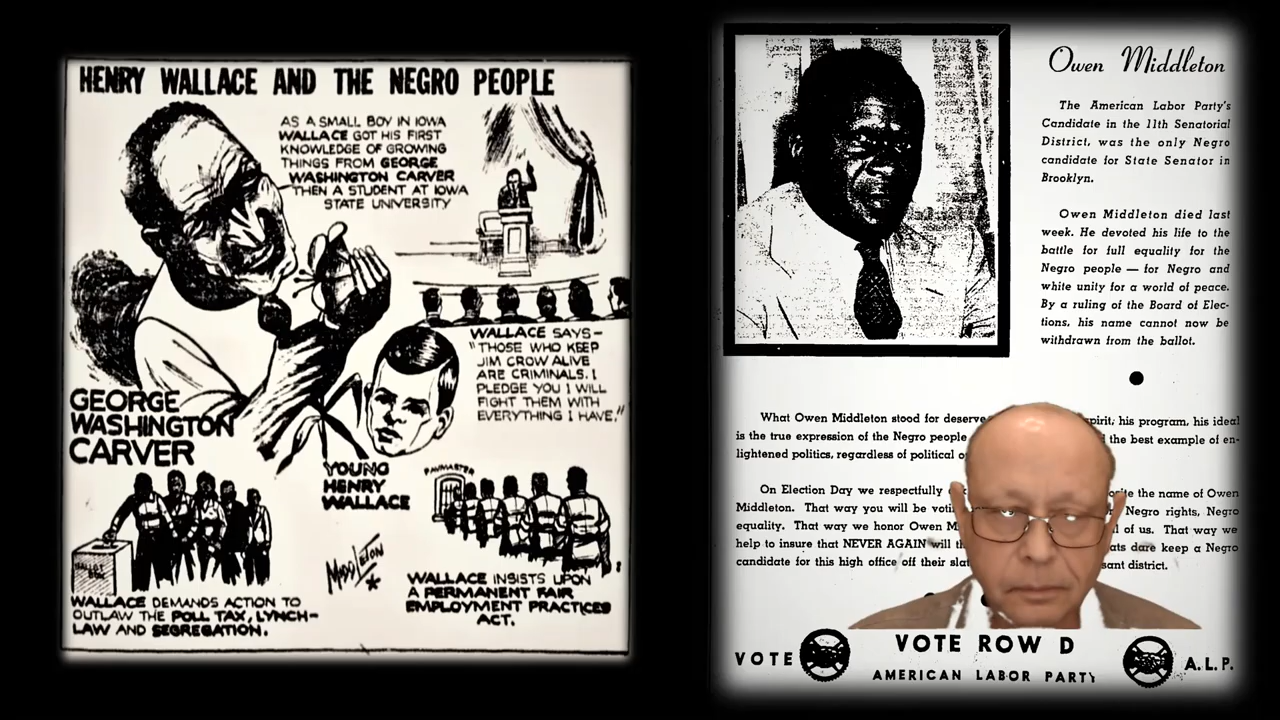 HENRY WALLACE AND THE NEGRO PEOPLE
AS A SMALL BOY IN IOWA
WALLACE GOT HIS FIRST
KNOWLEDGE OF GROWING
THINGS FROM GEORGE
WASHINGTON CARVER
THEN A STUDENT AT IOWA
STATE UNIVERSITY
WALLACE SAYS-
"THOSE WHO KEEP
JIM CROW ALIVE
ARE CRIMINALS. I
PLEDGE YOU I WILL
FIGHT THEM WITH
EVERYTHING I HAVE."
GEORGE
WASHINGTON
CARVER
YOUNG
HENRY
WALLACE
PAYMASTER
BALLOT
BOX
WALLACE DEMANDS ACTION TO
OUTLAW THE POLL TAX, LYNCH-
LAW AND SEGREGATION.
WALLACE INSISTS UPON
A PERMANENT FAIR
EMPLOYMENT PRACTICES
ACT.
Owen Middleton
The American Labor Party's
Candidate in the 11th Senatorial
District, was the only Negro
candidate for State Senator in
Brooklyn.
Owen Middleton died last
week. He devoted his life to the
battle for full equality for the
Negro people — for Negro and
white unity for a world of peace.
By a ruling of the Board of Elec-
tions, his name cannot now be
withdrawn from the ballot.
What Owen Middleton stood for spirit; his program, his ideal
is the true expression of the Negro people the best example of en-
lightened politics, regardless of political
On Election Day we respectfully the name of Owen
Middleton. That way you will be Negro rights, Negro
equality. That way we honor Owen of us. That way we
help to insure that NEVER AGAIN will dare keep a Negro
candidate for this high office off their district.
VOTE
VOTE ROW D
AMERICAN LABOR PARTY
A.L.P.